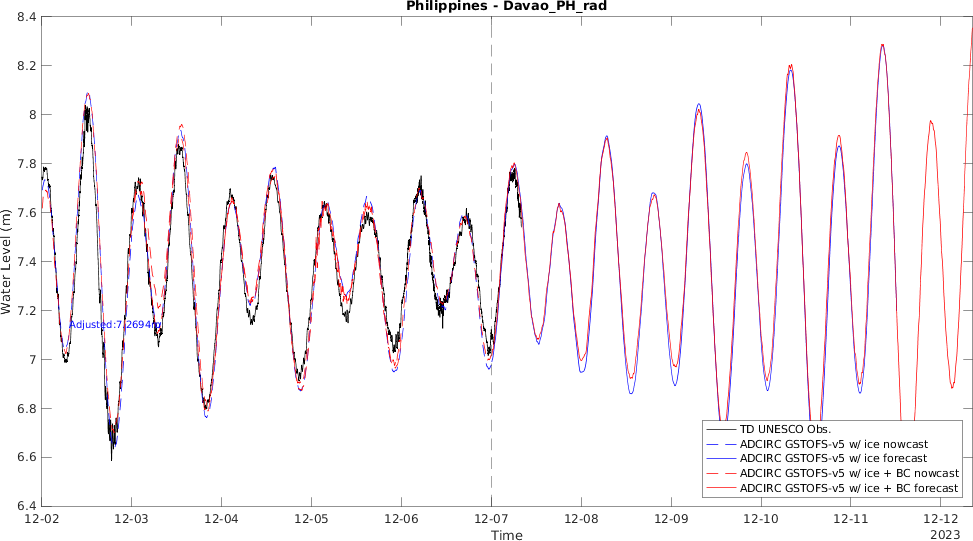 Philippines - Davao_PH_rad
8.4
8.2
8
7.8
7.6
7.4
7.2
7
6.8
6.6
6.4
Water Level (m)
Adjusted:7.2694m
TD UNESCO Obs.
ADCIRC GSTOFS-v5 w/ ice nowcast
ADCIRC GSTOFS-v5 w/ ice forecast
ADCIRC GSTOFS-v5 w/ ice + BC nowcast
ADCIRC GSTOFS-v5 w/ ice + BC forecast
12-02 12-03 12-04 12-05 12-06 12-07 12-08 12-09 12-10 12-11 12-12
Time
2023